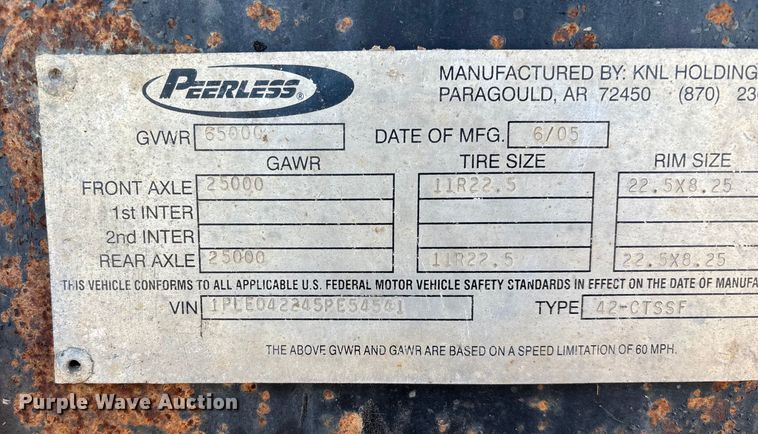 PEERLESS®
MANUFACTURED BY: KNL HOLDING
PARAGOULD, AR 72450 (870) 23
GVWR 65000 DATE OF MFG. 6/05
GAWR TIRE SIZE RIM SIZE
FRONT AXLE 25000 11R22.5 22.5X8.25
1st INTER
2nd INTER
REAR AXLE 25000 11R22.5 22.5X8.25
THIS VEHICLE CONFORMS TO ALL APPLICABLE U.S. FEDERAL MOTOR VEHICLE SAFETY STANDARDS IN EFFECT ON THE DATE OF MANUFA
VIN 1PLE042245PE54541 TYPE 42-CTSSF
THE ABOVE GVWR AND GAWR ARE BASED ON A SPEED LIMITATION OF 60 MPH.
Purple Wave Auction